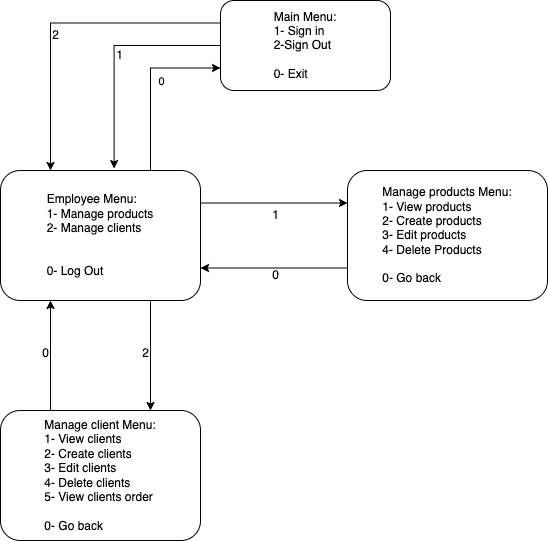 Main Menu:
1- Sign in
2-Sign Out
0- Exit
2
1
0
Employee Menu:
1- Manage products
2- Manage clients
0- Log Out
1
0
Manage products Menu:
1- View products
2- Create products
3- Edit products
4- Delete Products
0- Go back
0
2
Manage client Menu:
1- View clients
2- Create clients
3- Edit clients
4- Delete clients
5- View clients order
0- Go back